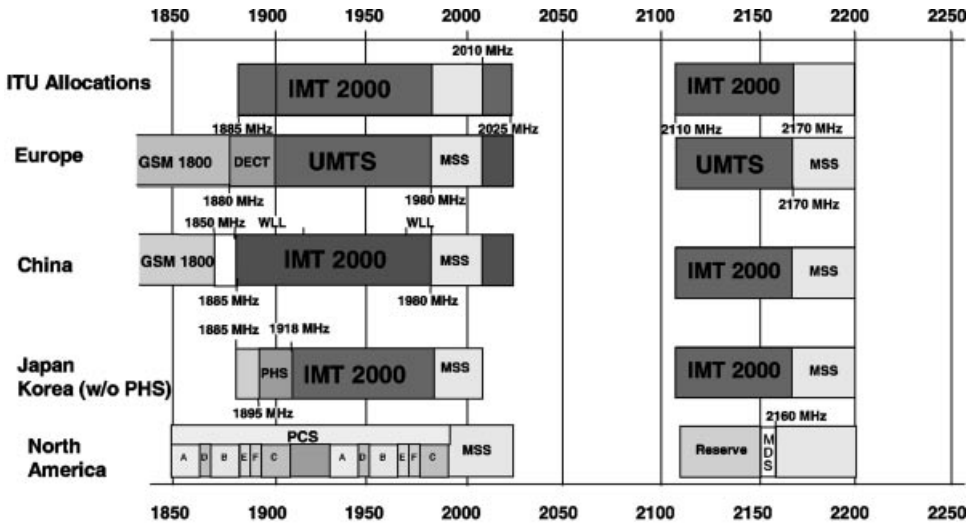 1850 1900 1950 2000 2050 2100 2150 2200 2250
2010 MHz
ITU Allocations IMT 2000 IMT 2000
1885 MHz 2025 MHz 2110 MHz 2170 MHz
Europe GSM 1800 DECT UMTS MSS UMTS MSS
1880 MHz 1980 MHz 2170 MHz
1850 MHz WLL WLL
China GSM 1800 IMT 2000 MSS IMT 2000 MSS
1885 MHz 1980 MHz
1885 MHz 1918 MHz
Japan
Korea (w/o PHS) PHS IMT 2000 MSS IMT 2000 MSS
1895 MHz 2160 MHz
North
America PCS MSS Reserve MDS
A D B E F C A D B E F C
1850 1900 1950 2000 2050 2100 2150 2200 2250